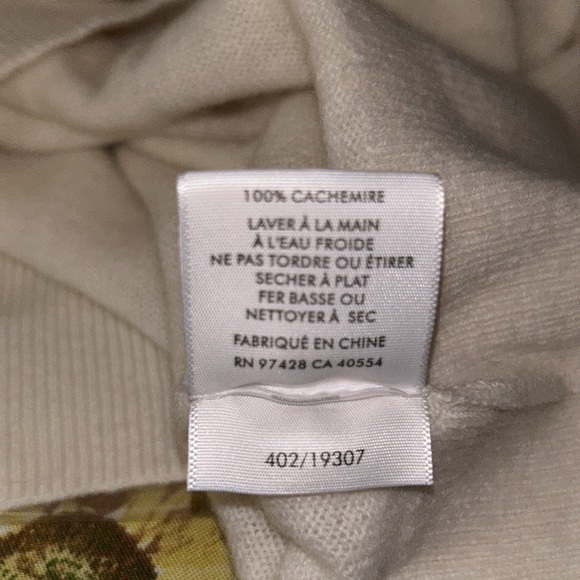 100% CACHEMIRE
LAVER À LA MAIN
À L'EAU FROIDE
NE PAS TORDRE OU ÉTIRER
SECHER À PLAT
FER BASSE OU
NETTOYER À SEC
FABRIQUÉ EN CHINE
RN 97428 CA 40554
402/19307